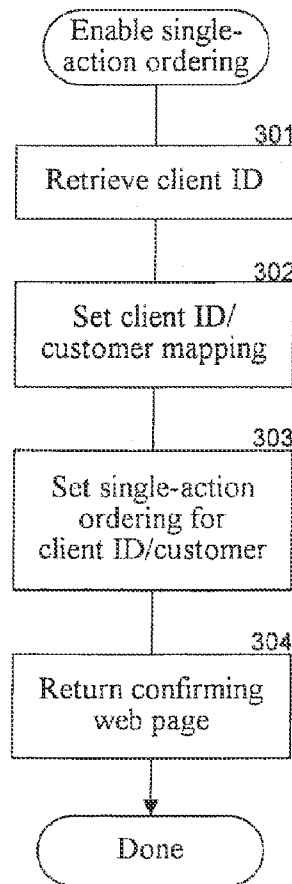 Enable single-
action ordering
301
Retrieve client ID
302
Set client ID/
customer mapping
303
Set single-action
ordering for
client ID/customer
304
Return confirming
web page
Done